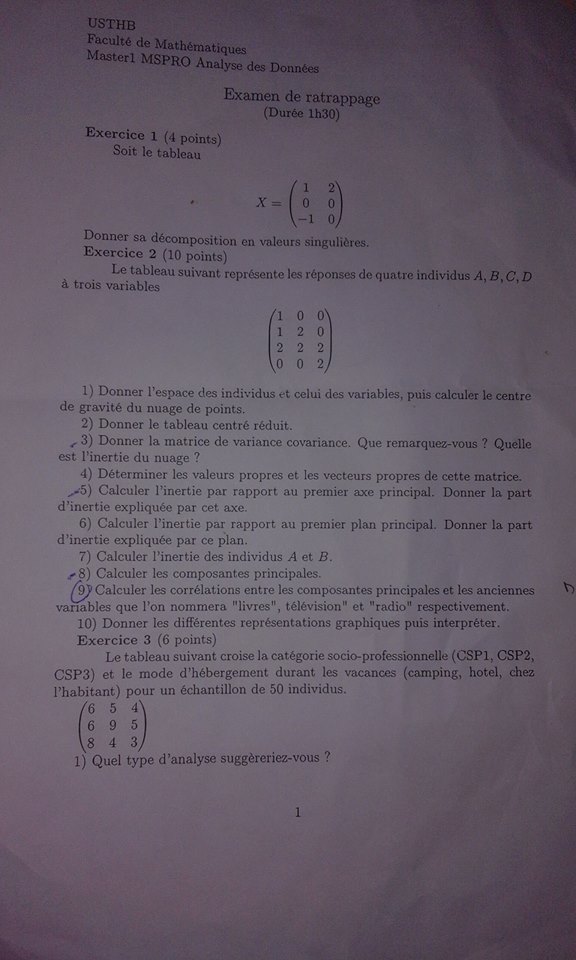 USTHB
Faculté de Mathématiques
Master1 MSPRO Analyse des Données
Examen de ratrappage
(Durée 1h30)
Exercice 1 (4 points)
Soit le tableau
X = ( 1 2
0 0
−1 0 )
Donner sa décomposition en valeurs singulières.
Exercice 2 (10 points)
Le tableau suivant représente les réponses de quatre individus A, B, C, D
à trois variables
( 1 0 0
1 2 0
2 2 2
0 0 2 )
1) Donner l'espace des individus et celui des variables, puis calculer le centre
de gravité du nuage de points.
2) Donner le tableau centré réduit.
3) Donner la matrice de variance covariance. Que remarquez-vous ? Quelle
est l'inertie du nuage ?
4) Déterminer les valeurs propres et les vecteurs propres de cette matrice.
5) Calculer l'inertie par rapport au premier axe principal. Donner la part
d'inertie expliquée par cet axe.
6) Calculer l'inertie par rapport au premier plan principal. Donner la part
d'inertie expliquée par ce plan.
7) Calculer l'inertie des individus A et B.
8) Calculer les composantes principales.
9) Calculer les corrélations entre les composantes principales et les anciennes
variables que l'on nommera "livres", télévision" et "radio" respectivement.
10) Donner les différentes représentations graphiques puis interpréter.
Exercice 3 (6 points)
Le tableau suivant croise la catégorie socio-professionnelle (CSP1, CSP2,
CSP3) et le mode d'hébergement durant les vacances (camping, hotel, chez
l'habitant) pour un échantillon de 50 individus.
( 6 5 4
6 9 5
8 4 3 )
1) Quel type d'analyse suggèreriez-vous ?
1